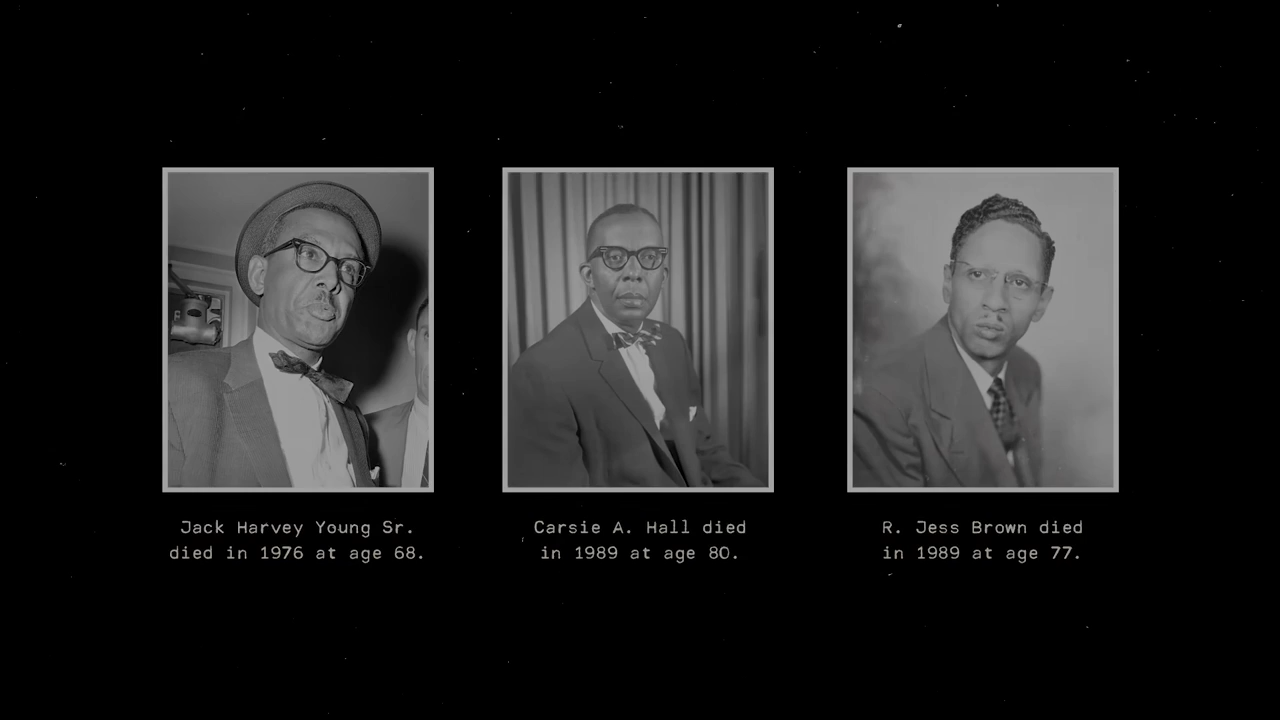 Jack Harvey Young Sr.
died in 1976 at age 68.
Carsie A. Hall died
in 1989 at age 80.
R. Jess Brown died
in 1989 at age 77.